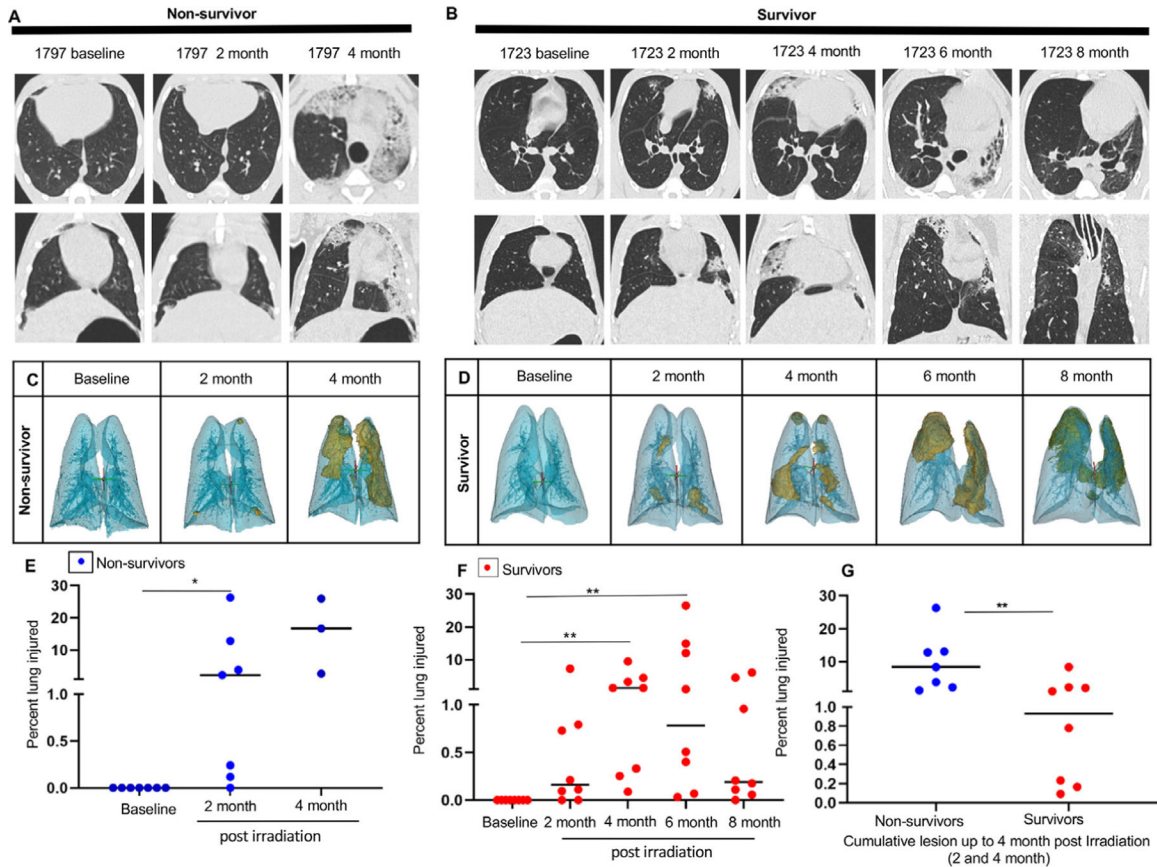 A
Non-survivor
1797 baseline
1797 2 month
1797 4 month
B
Survivor
1723 baseline
1723 2 month
1723 4 month
1723 6 month
1723 8 month
C
Baseline
2 month
4 month
Non-survivor
D
Baseline
2 month
4 month
6 month
8 month
Survivor
E
Non-survivors
Percent lung injured
30
20
10
1.0
0.5
0.0
*
Baseline
2 month
4 month
post irradiation
F
Survivors
Percent lung injured
30
20
10
1.0
0.5
0.0
**
**
Baseline
2 month
4 month
6 month
8 month
post irradiation
G
Percent lung injured
30
20
10
1.0
0.8
0.6
0.4
0.2
0.0
**
Non-survivors
Survivors
Cumulative lesion up to 4 month post Irradiation
(2 and 4 month)